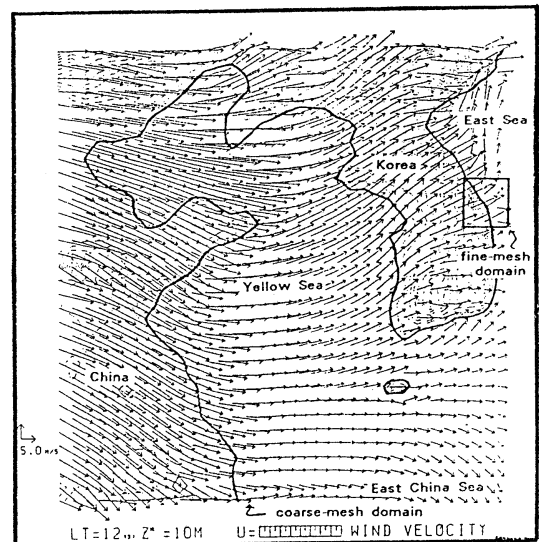 East Sea
Korea
fine-mesh
domain
Yellow Sea
China
5.0 M/S
East China Sea
coarse-mesh domain
LT=12 Z* =10M U= WIND VELOCITY